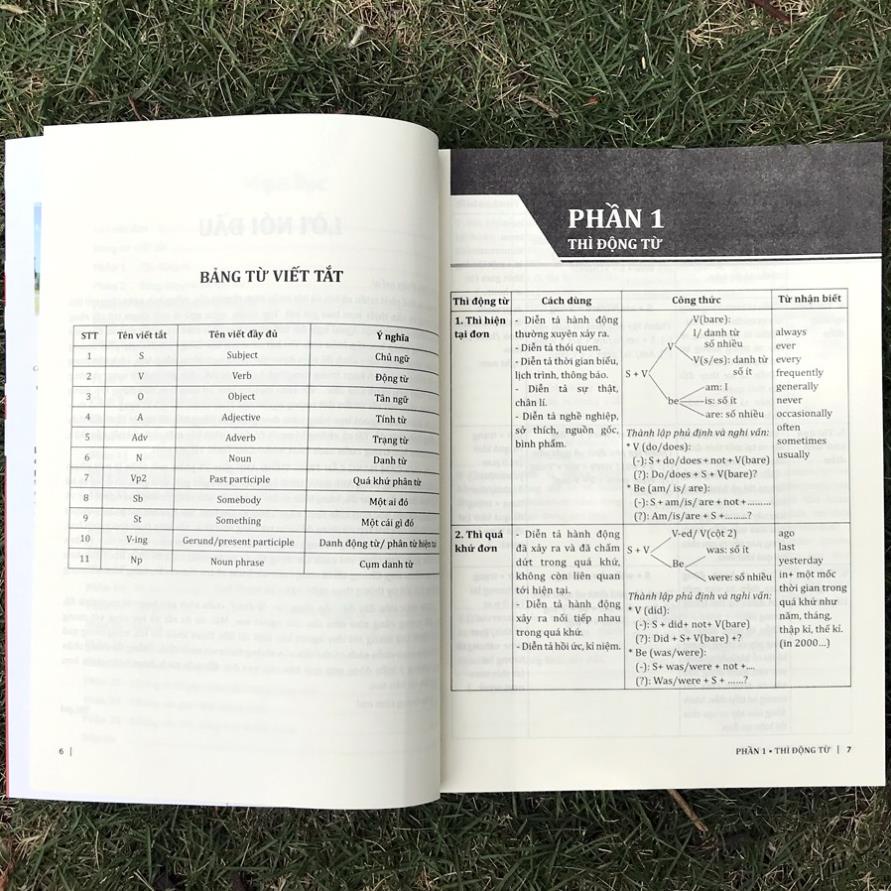 BẢNG TỪ VIẾT TẮT
STT Tên viết tắt Tên viết đầy đủ Ý nghĩa
1 S Subject Chủ ngữ
2 V Verb Động từ
3 O Object Tân ngữ
4 A Adjective Tính từ
5 Adv Adverb Trạng từ
6 N Noun Danh từ
7 Vp2 Past participle Quá khứ phân từ
8 Sb Somebody Một ai đó
9 St Something Một cái gì đó
10 V-ing Gerund/present participle Danh động từ/ phân từ hiện tại
11 Np Noun phrase Cụm danh từ
6 |
PHẦN 1
THÌ ĐỘNG TỪ
Thì động từ Cách dùng Công thức Từ nhận biết
1. Thì hiện
tại đơn
- Diễn tả hành động
thường xuyên xảy ra.
- Diễn tả thói quen.
- Diễn tả thời gian biểu,
lịch trình, thông báo.
- Diễn tả sự thật,
chân lí.
- Diễn tả nghề nghiệp,
sở thích, nguồn gốc,
bình phẩm.
V(bare):
I/ danh từ
số nhiều
V
V(s/es): danh từ
số ít
S + V
am: I
be is: số ít
are: số nhiều
Thành lập phủ định và nghi vấn:
* V (do/does):
(-): S + do/does + not + V(bare)
(?): Do/does + S + V(bare)?
* Be (am/ is/ are):
(-): S + am/is/are + not + .........
(?): Am/is/are + S + .........?
always
ever
every
frequently
generally
never
occasionally
often
sometimes
usually
2. Thì quá
khứ đơn
- Diễn tả hành động
đã xảy ra và đã chấm
dứt trong quá khứ,
không còn liên quan
tới hiện tại.
- Diễn tả hành động
xảy ra nối tiếp nhau
trong quá khứ.
- Diễn tả hồi ức, kỉ niệm.
V-ed/ V(cột 2)
S + V was: số ít
Be
were: số nhiều
Thành lập phủ định và nghi vấn:
* V (did):
(-): S + did+ not+ V(bare)
(?): Did + S+ V(bare) +?
* Be (was/were):
(-): S+ was/were + not +....
(?): Was/were + S + ......?
ago
last
yesterday
in+ một mốc
thời gian trong
quá khứ như
năm, tháng,
thập kỉ, thế kỉ.
(in 2000...)
PHẦN 1 • THÌ ĐỘNG TỪ | 7